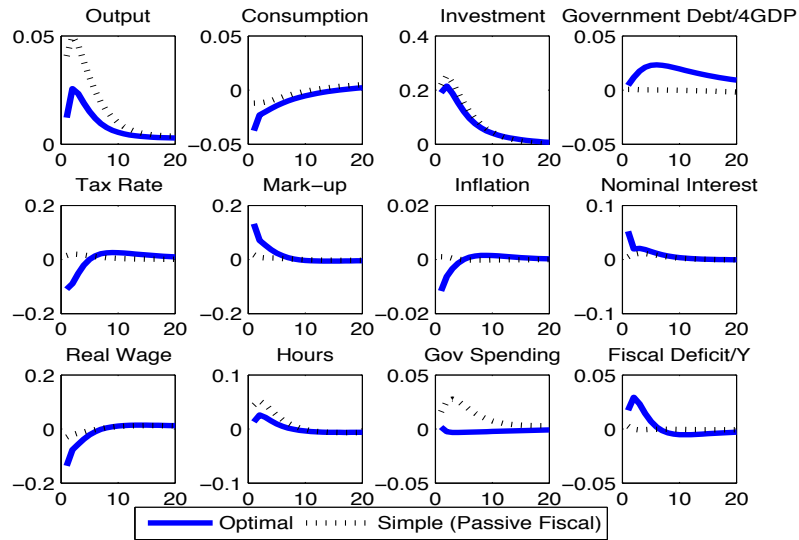 Output Consumption Investment Government Debt/4GDP
0.05 0.05 0.4 0.05
0 0.2 0
0 −0.05 0 −0.05
0 10 20 0 10 20 0 10 20 0 10 20
Tax Rate Mark−up Inflation Nominal Interest
0.2 0.2 0.02 0.1
0 0 0 0
−0.2 −0.2 −0.02 −0.1
0 10 20 0 10 20 0 10 20 0 10 20
Real Wage Hours Gov Spending Fiscal Deficit/Y
0.2 0.1 0.05 0.05
0 0 0 0
−0.2 −0.1 −0.05 −0.05
0 10 20 0 10 20 0 10 20 0 10 20
Optimal Simple (Passive Fiscal)